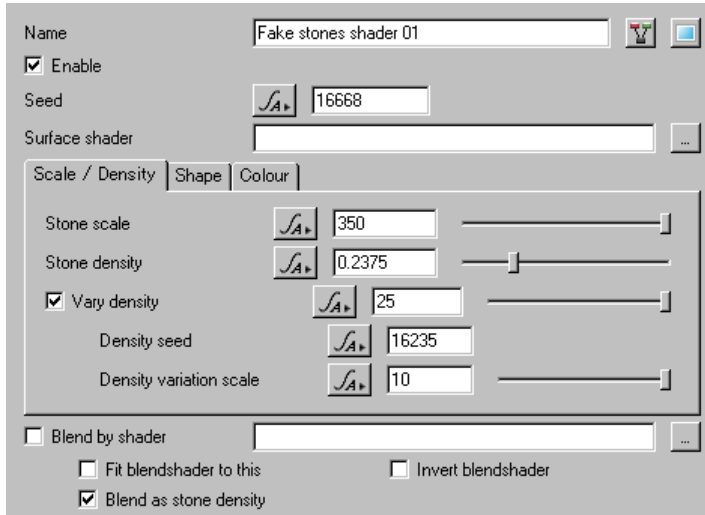 Name Fake stones shader 01
Enable
Seed 16668
Surface shader ...
Scale / Density Shape Colour
Stone scale 350
Stone density 0.2375
Vary density 25
Density seed 16235
Density variation scale 10
Blend by shader ...
Fit blendshader to this Invert blendshader
Blend as stone density